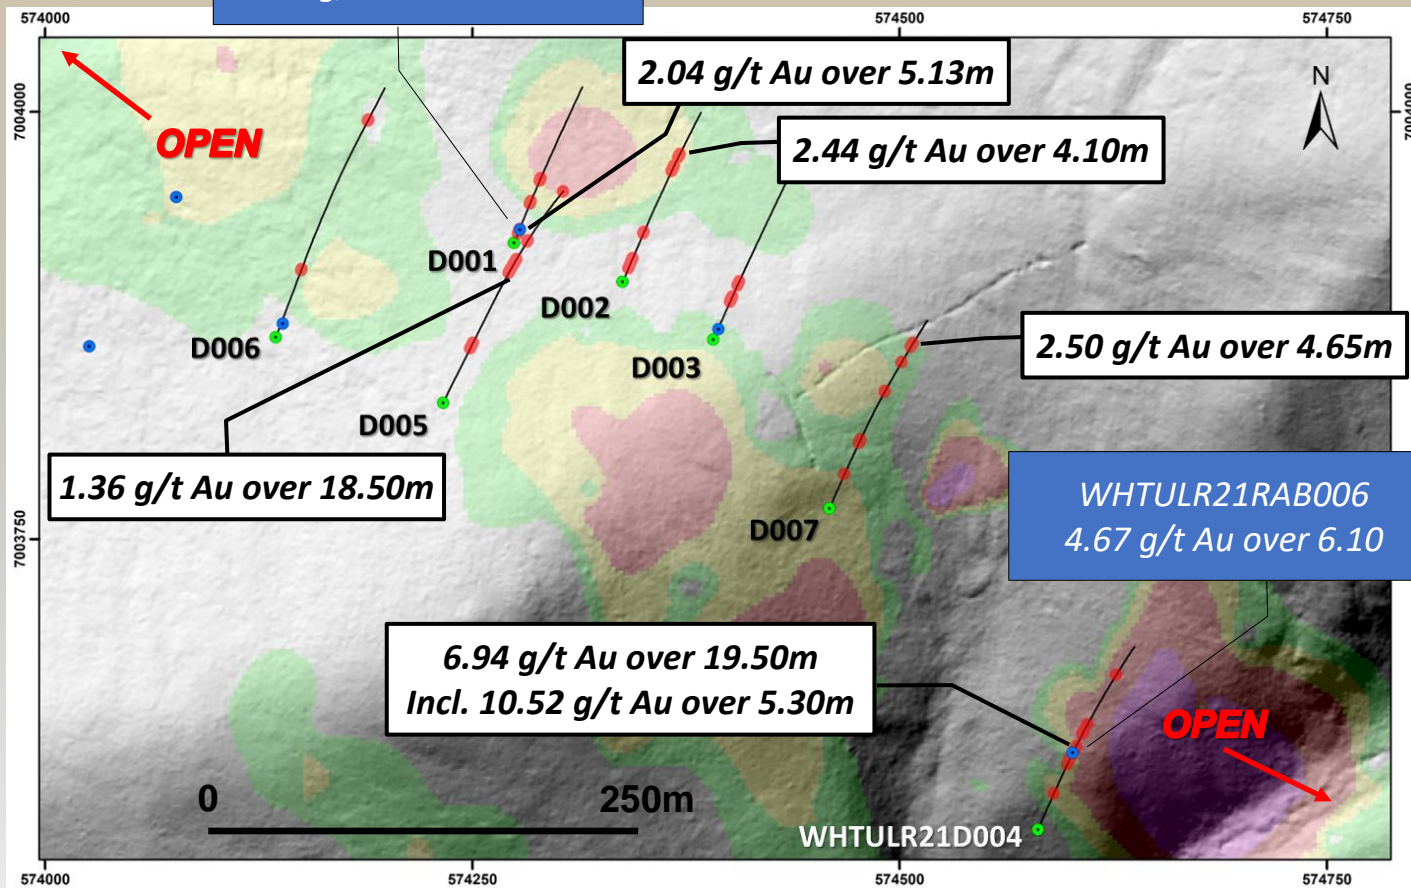 574000
574500
574750
7004000
7004000
N
OPEN
2.04 g/t Au over 5.13m
2.44 g/t Au over 4.10m
D001
D002
D006
D003
D005
2.50 g/t Au over 4.65m
1.36 g/t Au over 18.50m
D007
WHTULR21RAB006
4.67 g/t Au over 6.10
7003750
6.94 g/t Au over 19.50m
Incl. 10.52 g/t Au over 5.30m
OPEN
0
250m
WHTULR21D004
574000
574250
574500
574750